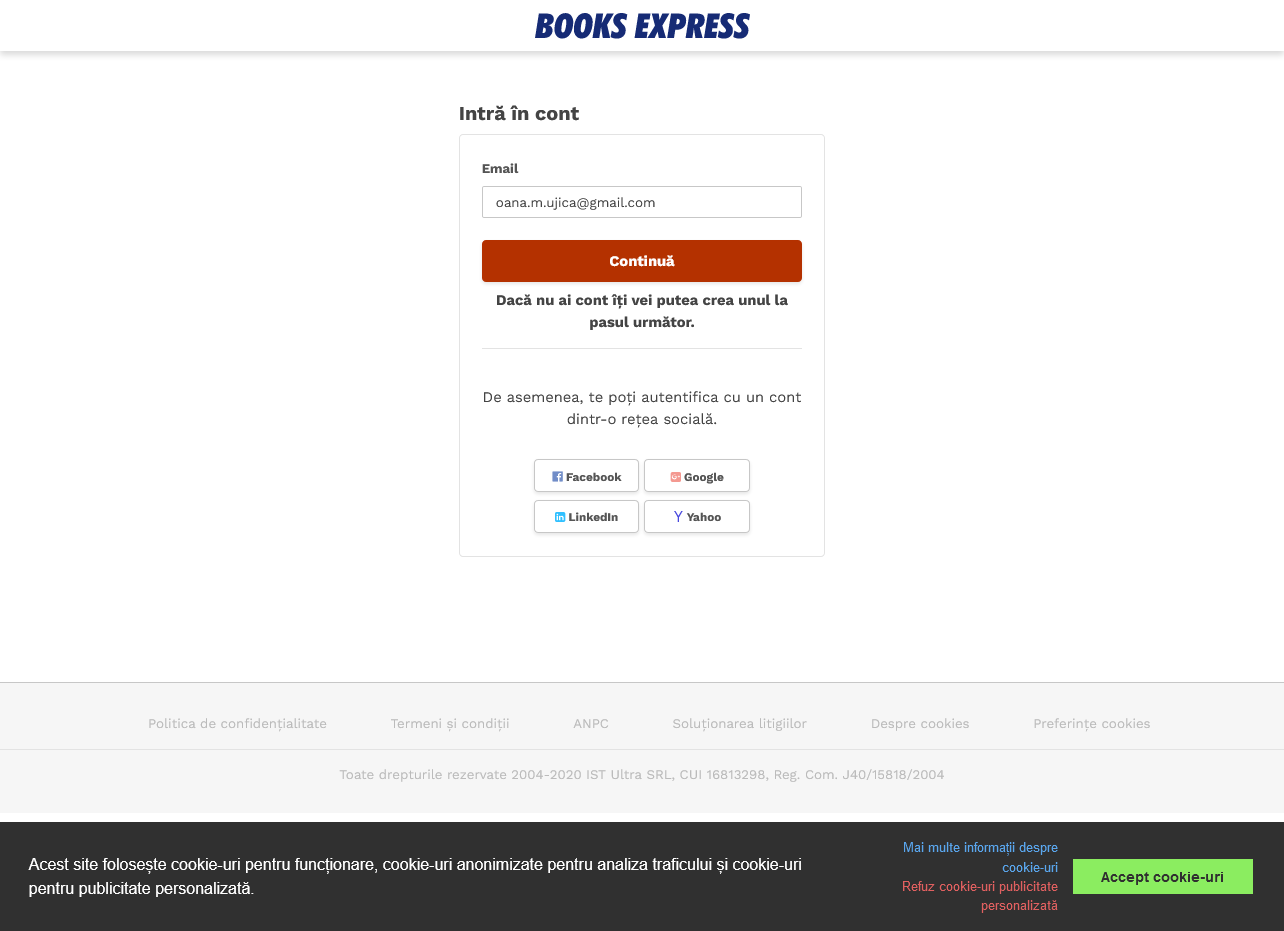 BOOKS EXPRESS
Intră în cont
Email
oana.m.ujica@gmail.com
Continuă
Dacă nu ai cont îți vei putea crea unul la
pasul următor.
De asemenea, te poți autentifica cu un cont
dintr-o rețea socială.
Facebook
Google
LinkedIn
Yahoo
Politica de confidențialitate
Termeni și condiții
ANPC
Soluționarea litigiilor
Despre cookies
Preferințe cookies
Toate drepturile rezervate 2004-2020 IST Ultra SRL, CUI 16813298, Reg. Com. J40/15818/2004
Acest site folosește cookie-uri pentru funcționare, cookie-uri anonimizate pentru analiza traficului și cookie-uri
pentru publicitate personalizată.
Mai multe informații despre
cookie-uri
Refuz cookie-uri publicitate
personalizată
Accept cookie-uri